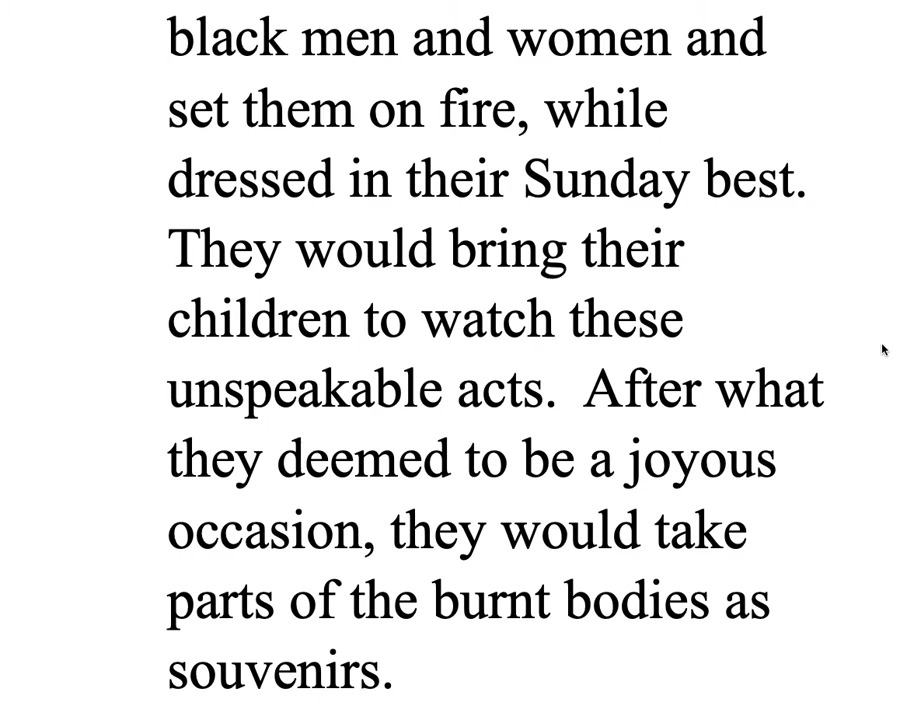 black men and women and
set them on fire, while
dressed in their Sunday best.
They would bring their
children to watch these
unspeakable acts.  After what
they deemed to be a joyous
occasion, they would take
parts of the burnt bodies as
souvenirs.